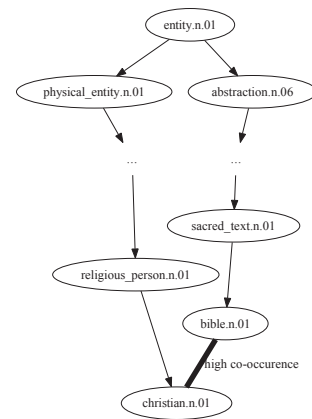 entity.n.01
physical_entity.n.01 abstraction.n.06
... ...
sacred_text.n.01
religious_person.n.01
bible.n.01
high co-occurence
christian.n.01